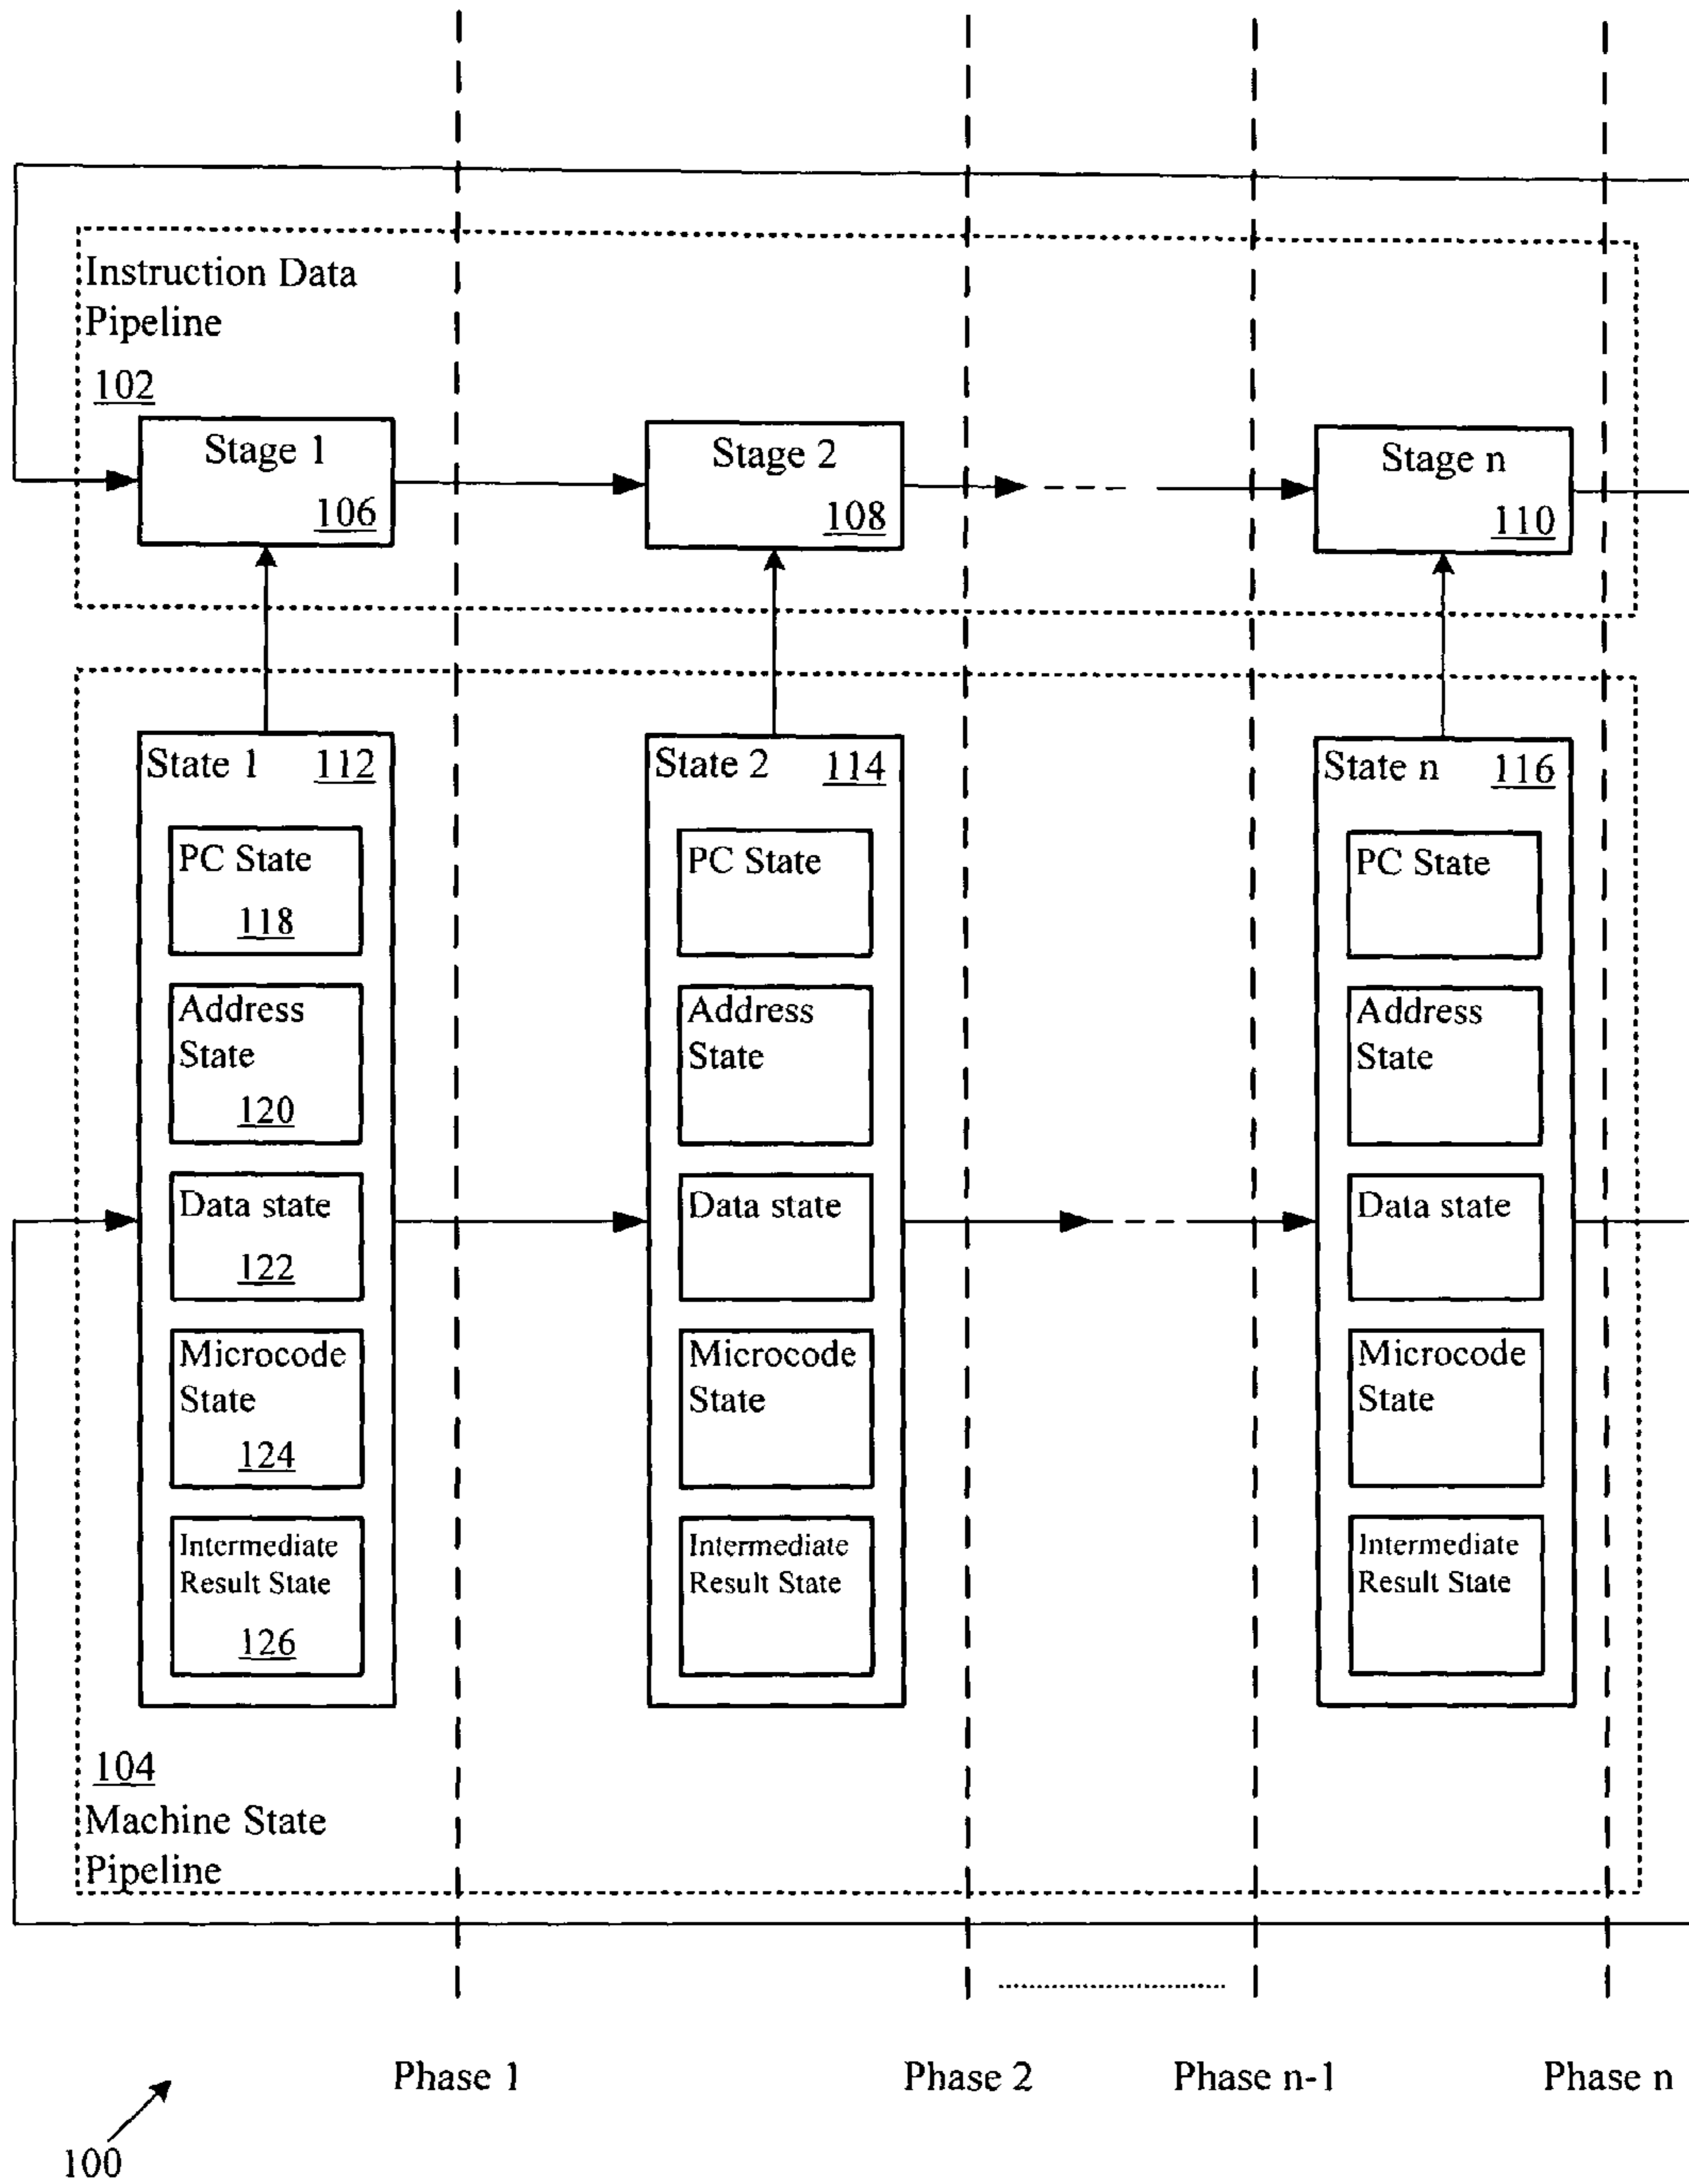 Instruction Data
Pipeline
102
Stage 1
106
Stage 2
108
Stage n
110
State 1 112
PC State
118
Address
State
120
Data state
122
Microcode
State
124
Intermediate
Result State
126
State 2 114
PC State
Address
State
Data state
Microcode
State
Intermediate
Result State
State n 116
PC State
Address
State
Data state
Microcode
State
Intermediate
Result State
104
Machine State
Pipeline
Phase 1
Phase 2
Phase n-1
Phase n
100